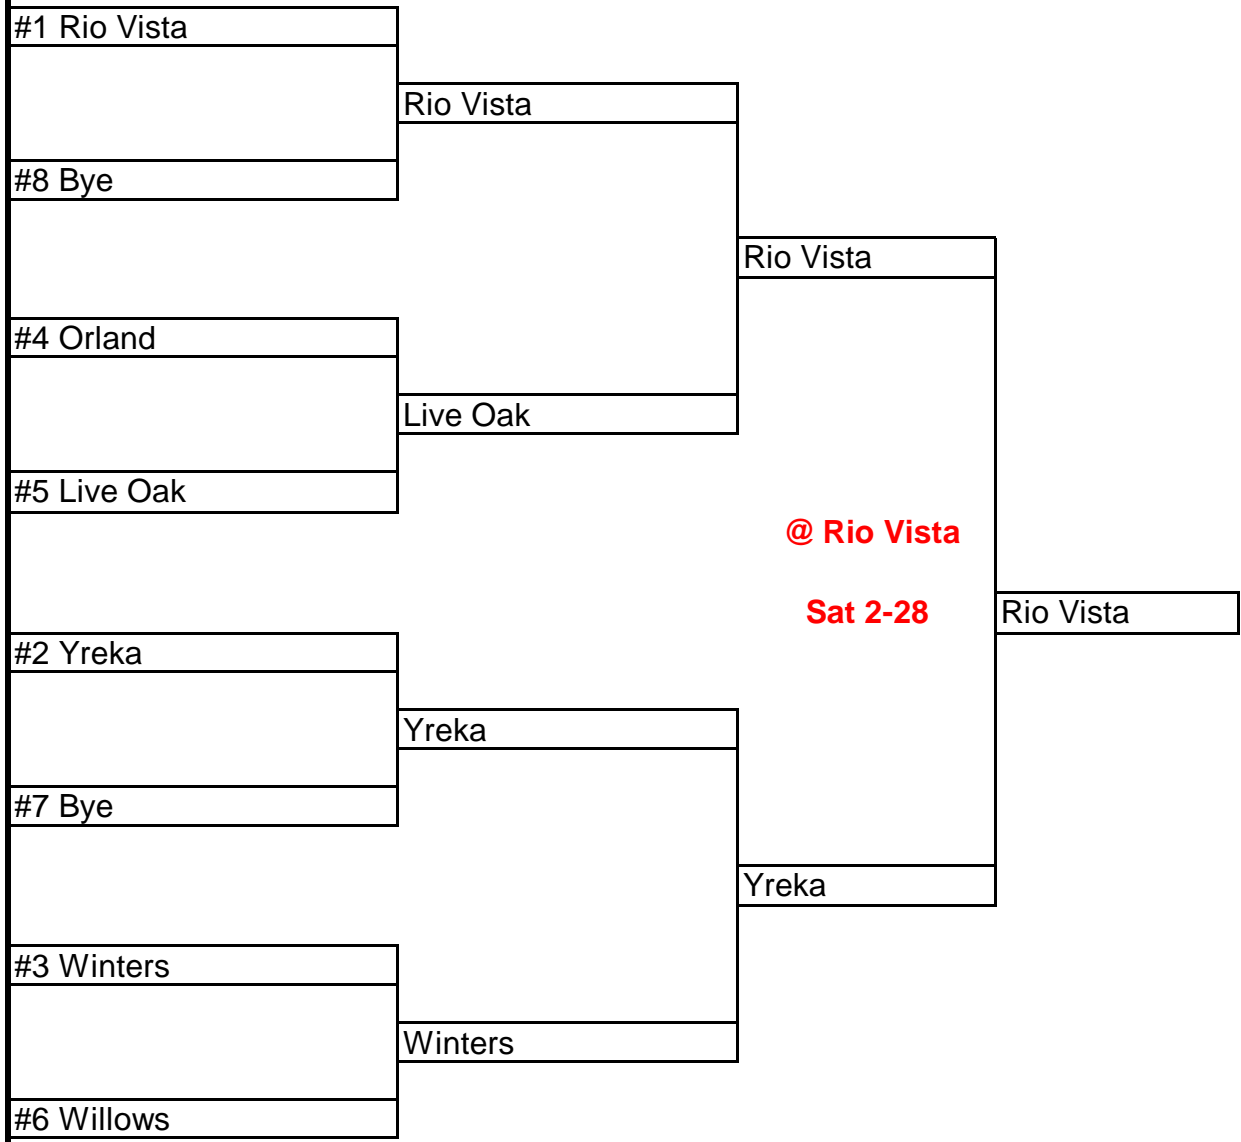 #1 Rio Vista
Rio Vista
#8 Bye
Rio Vista
#4 Orland
Live Oak
#5 Live Oak
@ Rio Vista
Sat 2-28
Rio Vista
#2 Yreka
Yreka
#7 Bye
Yreka
#3 Winters
Winters
#6 Willows